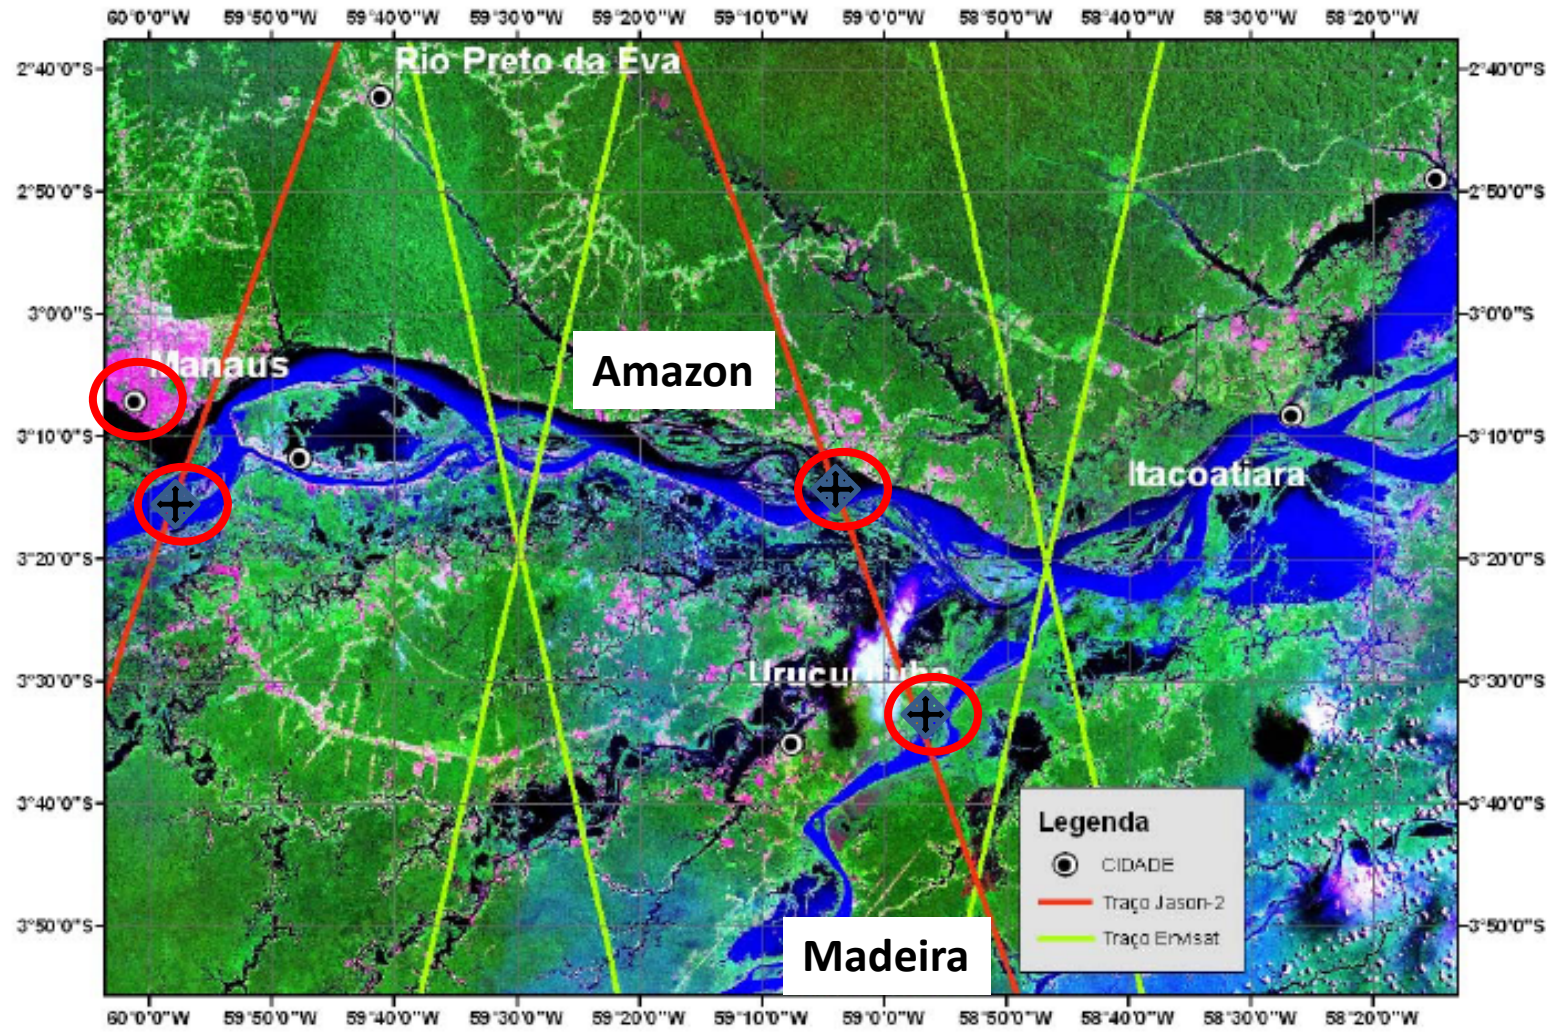 60°0'0"W 59°50'0"W 59°40'0"W 59°30'0"W 59°20'0"W 59°10'0"W 59°0'0"W 58°50'0"W 58°40'0"W 58°30'0"W 58°20'0"W
2°40'0"S 2°40'0"S
Rio Preto da Eva
2°50'0"S 2°50'0"S
3°0'0"S 3°0'0"S
Manaus
Amazon
3°10'0"S 3°10'0"S
Itacoatiara
3°20'0"S 3°20'0"S
3°30'0"S 3°30'0"S
3°40'0"S 3°40'0"S
Legenda
CIDADE
Traço Jason-2
Traço Envisat
3°50'0"S 3°50'0"S
Madeira
60°0'0"W 59°50'0"W 59°40'0"W 59°30'0"W 59°20'0"W 59°10'0"W 59°0'0"W 58°50'0"W 58°40'0"W 58°30'0"W 58°20'0"W